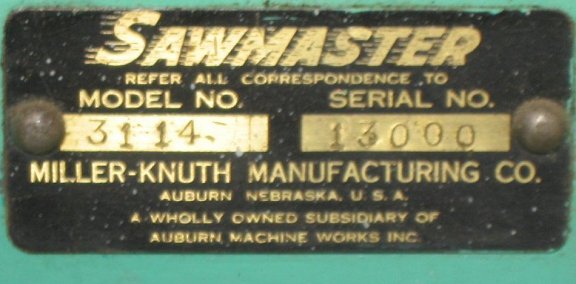 SAWMASTER
REFER ALL CORRESPONDENCE TO
MODEL NO. SERIAL NO.
3114 13000
MILLER-KNUTH MANUFACTURING CO.
AUBURN NEBRASKA, U.S.A.
A WHOLLY OWNED SUBSIDIARY OF
AUBURN MACHINE WORKS INC.